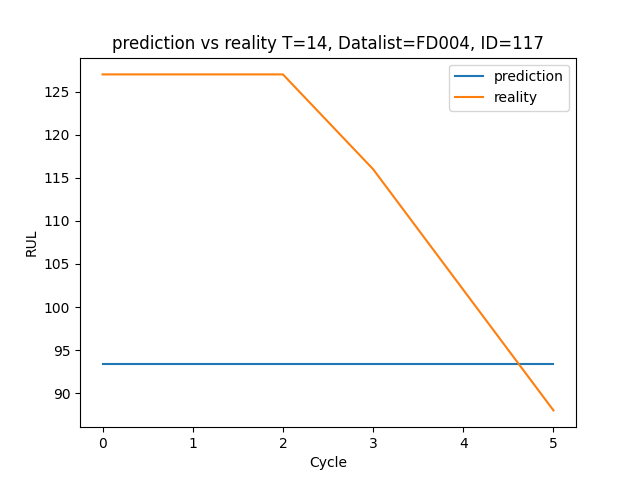 prediction vs reality T=14, Datalist=FD004, ID=117
prediction
reality
125
120
115
110
105
100
95
90
RUL
0 1 2 3 4 5
Cycle